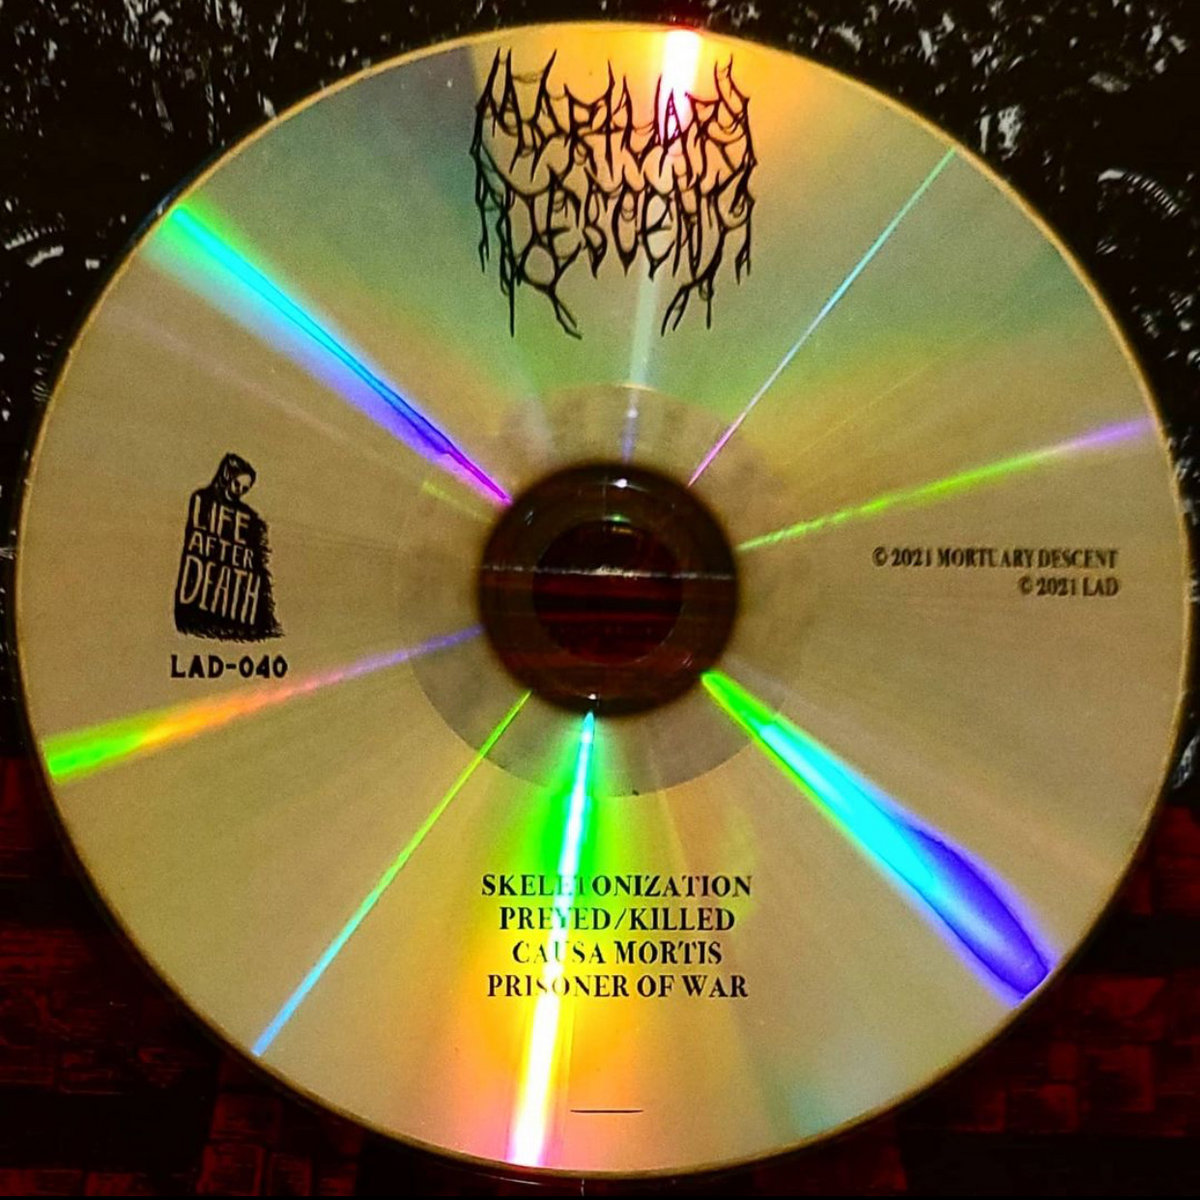 MORTUARY
DESCENT
LIFE
AFTER
DEATH
LAD-040
© 2021 MORTUARY DESCENT
© 2021 LAD
SKELETONIZATION
PREYED/KILLED
CAUSA MORTIS
PRISONER OF WAR